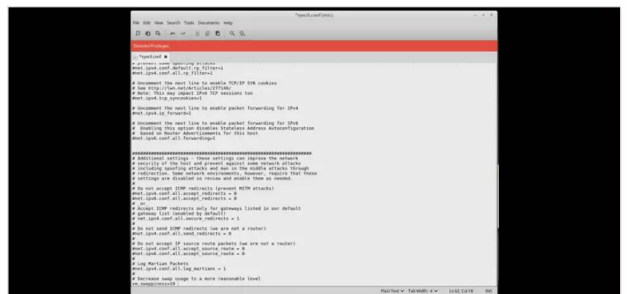 *sysctl.conf (/etc)
File Edit View Search Tools Documents Help
Elevated Privileges
*sysctl.conf
# prevent some spoofing attacks
#net.ipv4.conf.default.rp_filter=1
#net.ipv4.conf.all.rp_filter=1
# Uncomment the next line to enable TCP/IP SYN cookies
# See http://lwn.net/Articles/277146/
# Note: This may impact IPv6 TCP sessions too
#net.ipv4.tcp_syncookies=1
# Uncomment the next line to enable packet forwarding for IPv4
#net.ipv4.ip_forward=1
# Uncomment the next line to enable packet forwarding for IPv6
# Enabling this option disables Stateless Address Autoconfiguration
# based on Router Advertisements for this host
#net.ipv6.conf.all.forwarding=1
###################################################################
# Additional settings - these settings can improve the network
# security of the host and prevent against some network attacks
# including spoofing attacks and man in the middle attacks through
# redirection. Some network environments, however, require that these
# settings are disabled so review and enable them as needed.
#
# Do not accept ICMP redirects (prevent MITM attacks)
#net.ipv4.conf.all.accept_redirects = 0
#net.ipv6.conf.all.accept_redirects = 0
# _or_
# Accept ICMP redirects only for gateways listed in our default
# gateway list (enabled by default)
# net.ipv4.conf.all.secure_redirects = 1
#
# Do not send ICMP redirects (we are not a router)
#net.ipv4.conf.all.send_redirects = 0
#
# Do not accept IP source route packets (we are not a router)
#net.ipv4.conf.all.accept_source_route = 0
#net.ipv6.conf.all.accept_source_route = 0
#
# Log Martian Packets
#net.ipv4.conf.all.log_martians = 1
#
# Decrease swap usage to a more reasonable level
vm.swappiness=10
Plain Text Tab Width: 4 INS